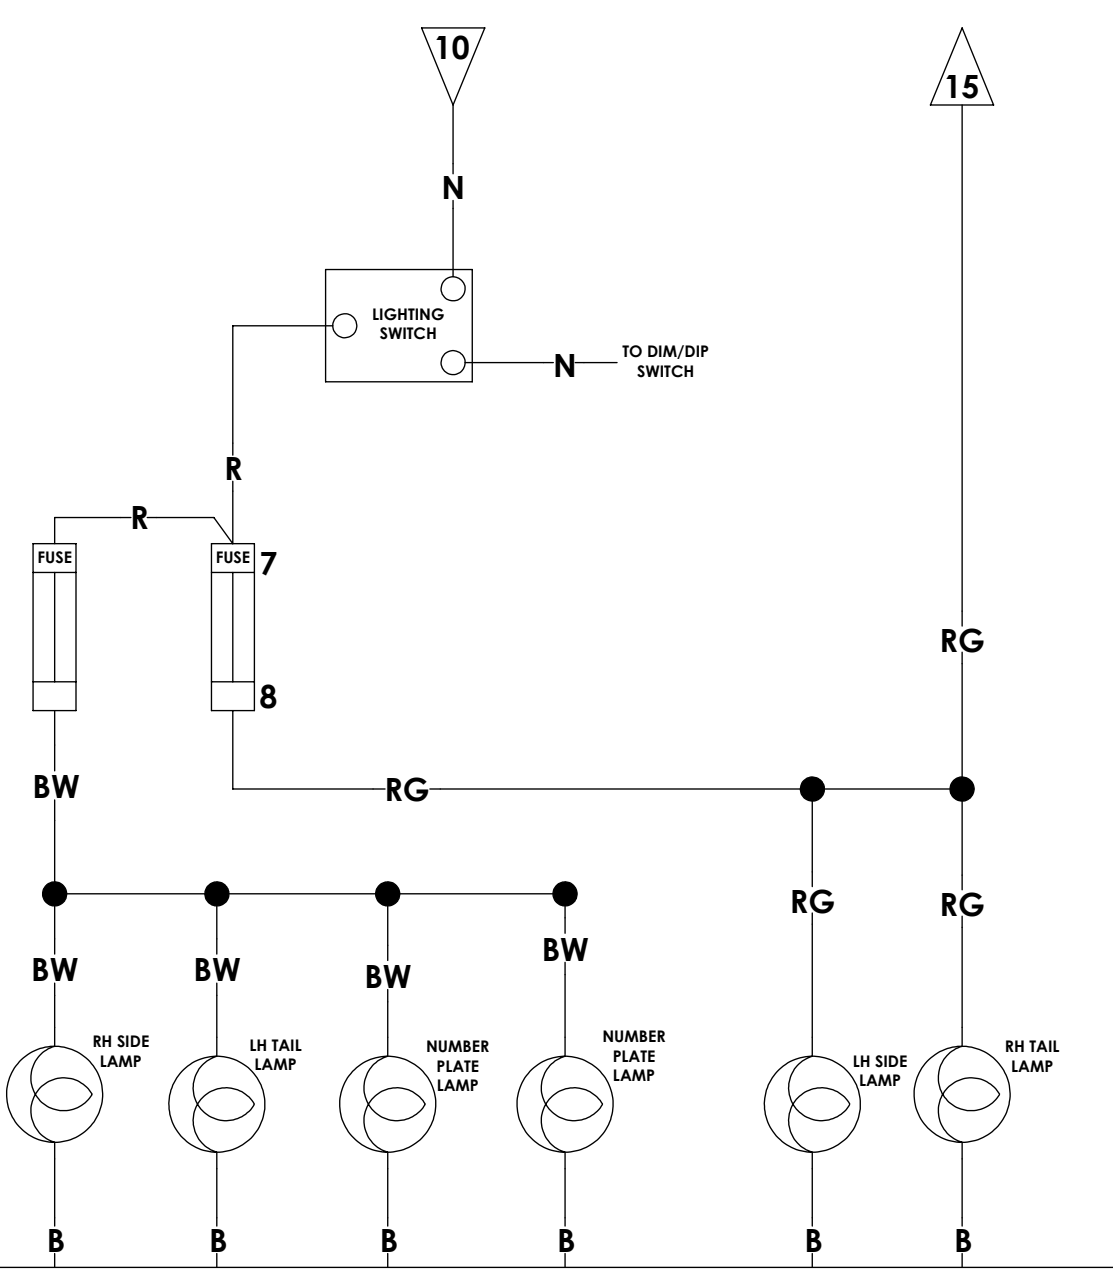 10
15
N
LIGHTING
SWITCH
N
TO DIM/DIP
SWITCH
R
R
FUSE
FUSE
7
8
RG
BW
RG
RG
RG
BW
BW
BW
BW
RH SIDE
LAMP
LH TAIL
LAMP
NUMBER
PLATE
LAMP
NUMBER
PLATE
LAMP
LH SIDE
LAMP
RH TAIL
LAMP
B
B
B
B
B
B